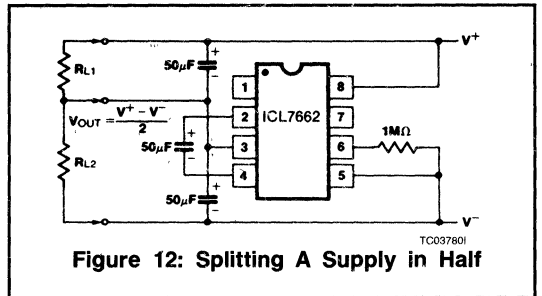 V+
RL1
50µF
+
−
1
8
VOUT = V+ − V− / 2
2
ICL7662
7
50µF
+
−
3
6
1MΩ
RL2
4
5
50µF
+
−
V−
TC03780I
Figure 12: Splitting A Supply in Half